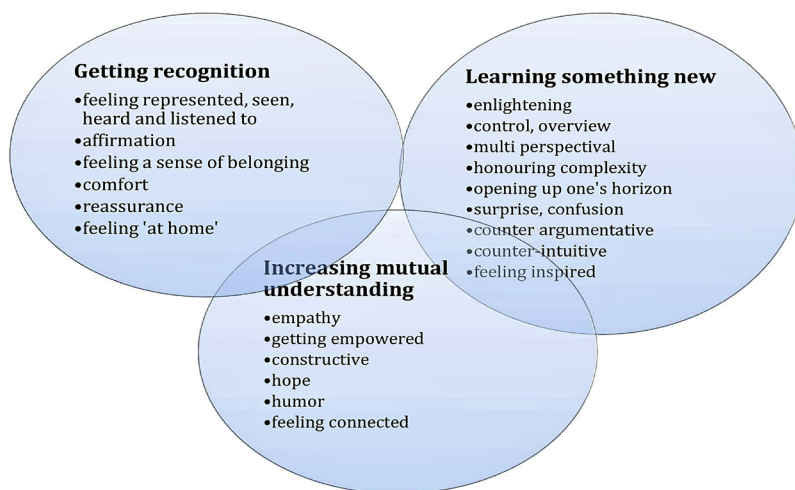 Getting recognition
•feeling represented, seen,
heard and listened to
•affirmation
•feeling a sense of belonging
•comfort
•reassurance
•feeling 'at home'
Learning something new
•enlightening
•control, overview
•multi perspectival
•honouring complexity
•opening up one's horizon
•surprise, confusion
•counter argumentative
•counter-intuitive
•feeling inspired
Increasing mutual
understanding
•empathy
•getting empowered
•constructive
•hope
•humor
•feeling connected